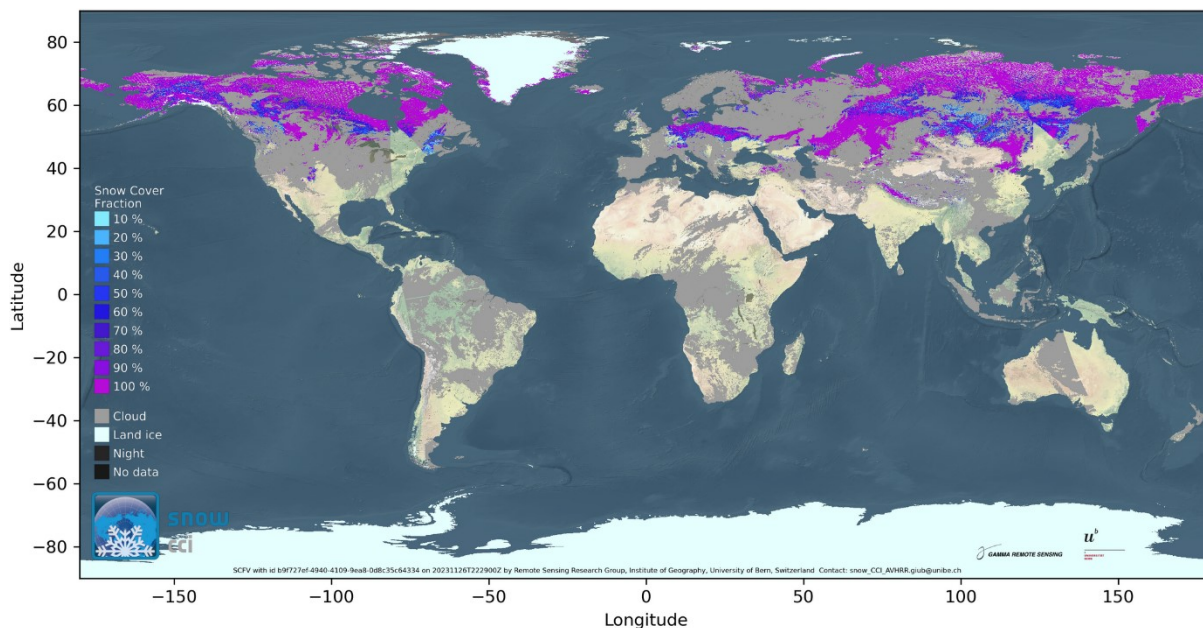 80
60
40
20
0
−20
−40
−60
−80
Latitude
Snow Cover
Fraction
10 %
20 %
30 %
40 %
50 %
60 %
70 %
80 %
90 %
100 %
Cloud
Land ice
Night
No data
snow
cci
GAMMA REMOTE SENSING
u^b
SCFV with id b9f727ef-4940-4109-9ea8-0d8c35c64334 on 20231126T222900Z by Remote Sensing Research Group, Institute of Geography, University of Bern, Switzerland Contact: snow_CCI_AVHRR.giub@unibe.ch
−150
−100
−50
0
50
100
150
Longitude